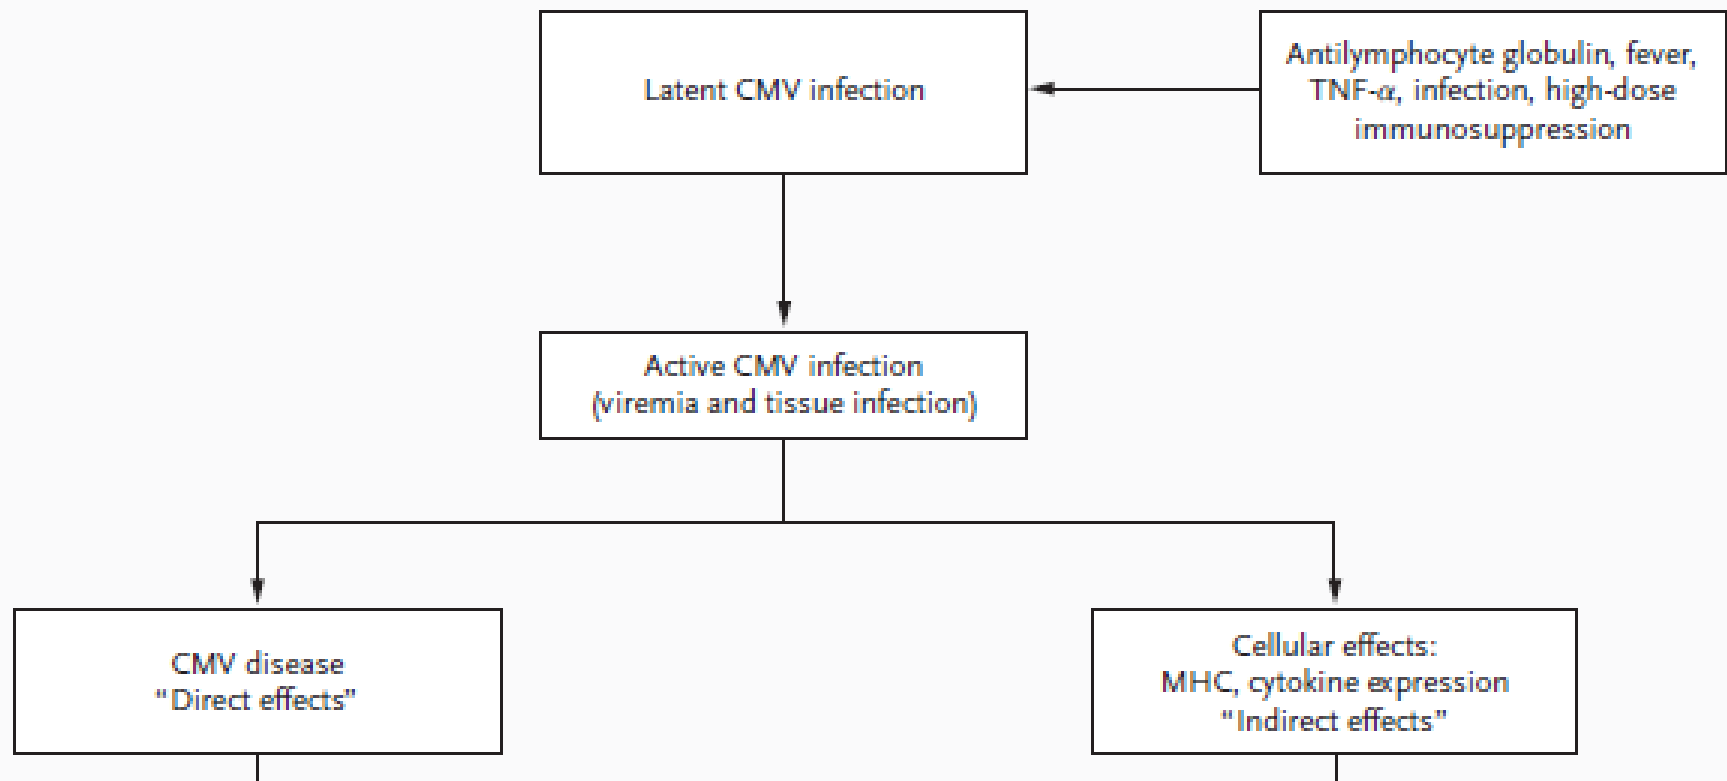 Latent CMV infection
Antilymphocyte globulin, fever,
TNF-α, infection, high-dose
immunosuppression
Active CMV infection
(viremia and tissue infection)
CMV disease
“Direct effects”
Cellular effects:
MHC, cytokine expression
“Indirect effects”